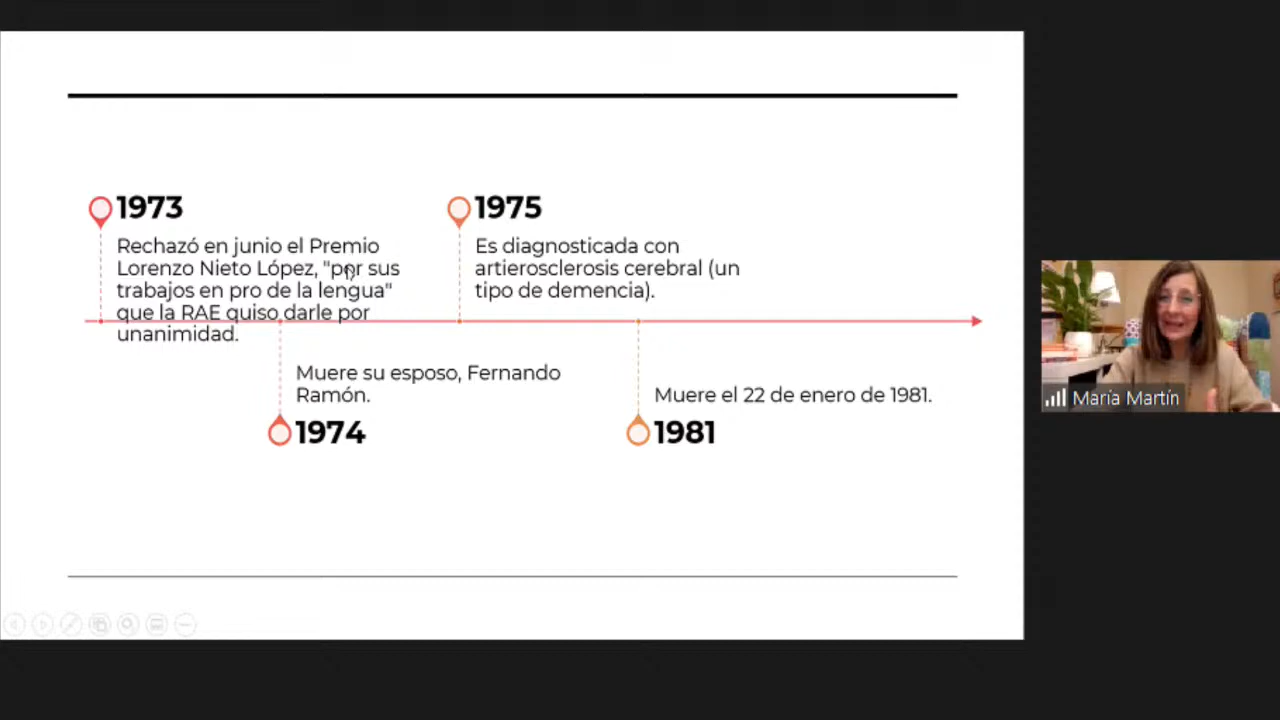 1973
Rechazó en junio el Premio
Lorenzo Nieto López, "por sus
trabajos en pro de la lengua"
que la RAE quiso darle por
unanimidad.
1975
Es diagnosticada con
artierosclerosis cerebral (un
tipo de demencia).
Muere su esposo, Fernando
Ramón.
1974
Muere el 22 de enero de 1981.
1981
María Martín